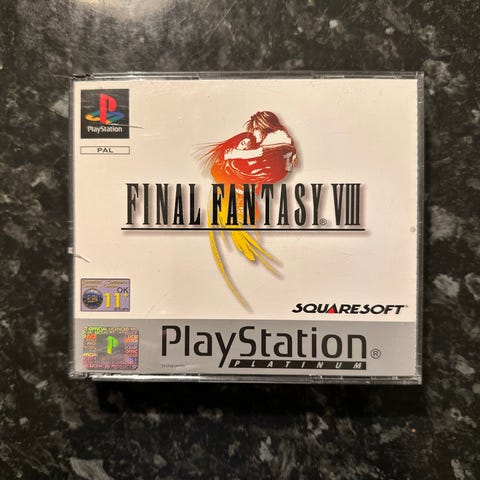 PlayStation
PAL
FINAL FANTASY® VIII
OK
11+
SQUARESOFT®
PlayStation®
PLATINUM